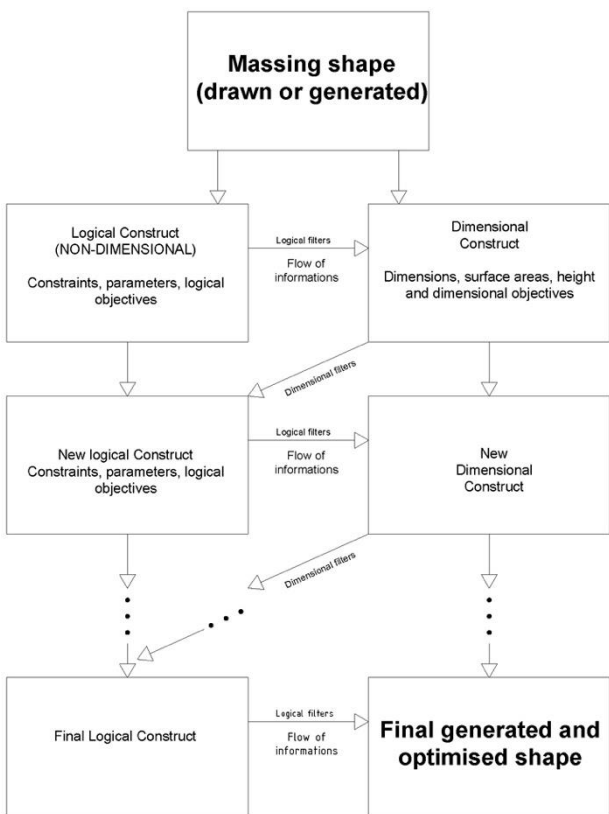 Massing shape
(drawn or generated)
Logical Construct
(NON-DIMENSIONAL)
Constraints, parameters, logical
objectives
Logical filters
Flow of
informations
Dimensional
Construct
Dimensions, surface areas, height
and dimensional objectives
Dimensional filters
New logical Construct
Constraints, parameters, logical
objectives
Logical filters
Flow of
informations
New
Dimensional
Construct
Dimensional filters
Final Logical Construct
Logical filters
Flow of
informations
Final generated and
optimised shape